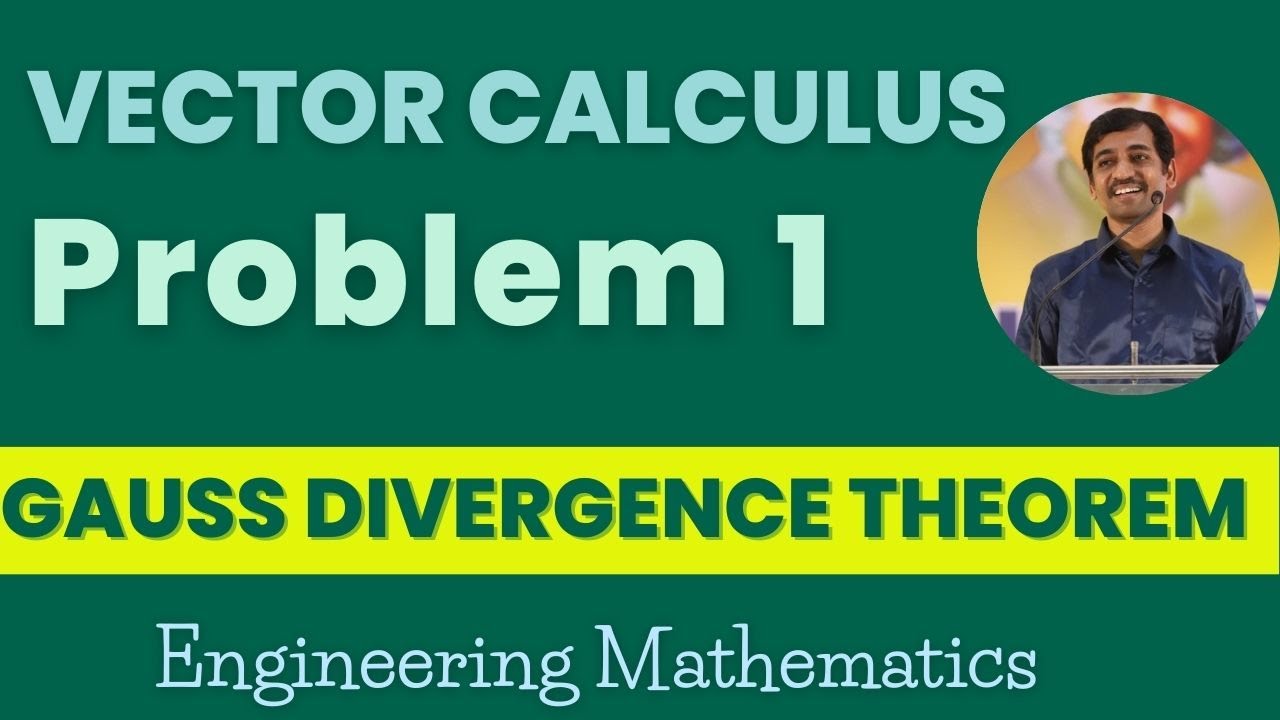 VECTOR CALCULUS
Problem 1
GAUSS DIVERGENCE THEOREM
Engineering Mathematics